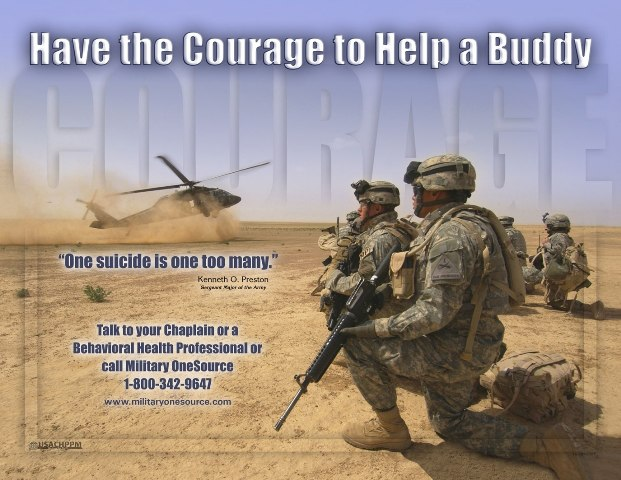 Have the Courage to Help a Buddy
COURAGE
“One suicide is one too many.”
Kenneth O. Preston
Sergeant Major of the Army
Talk to your Chaplain or a
Behavioral Health Professional or
call Military OneSource
1-800-342-9647
www.militaryonesource.com
USACHPPM